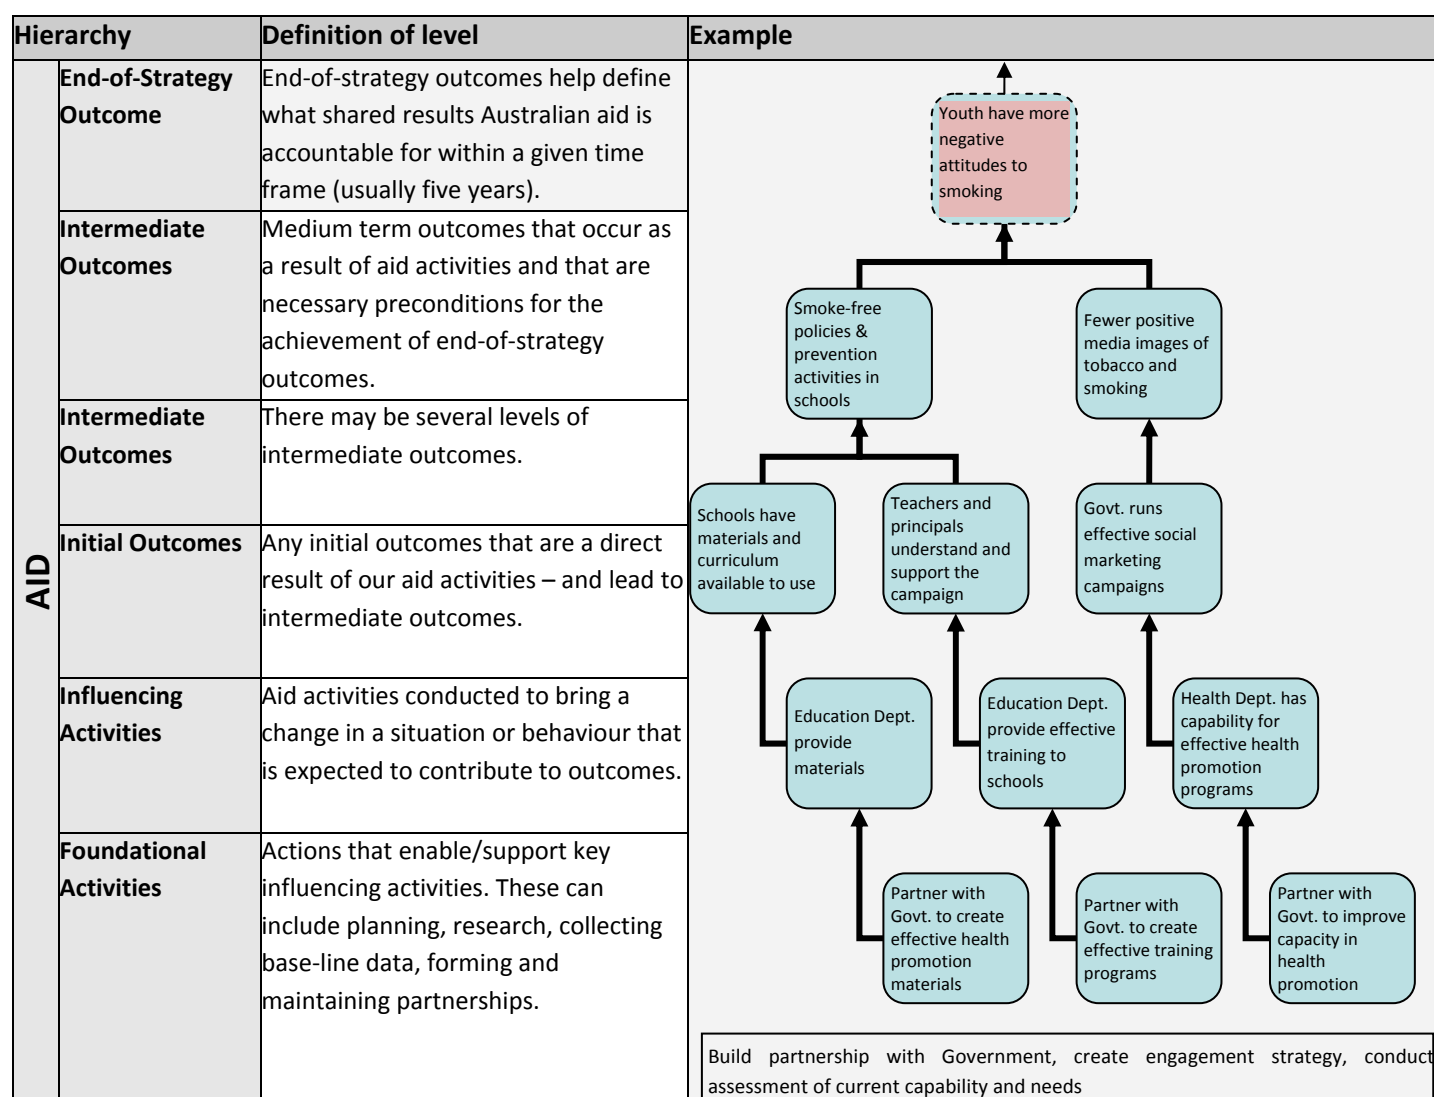 Hierarchy
Definition of level
Example
AID
End-of-Strategy
Outcome
End-of-strategy outcomes help define
what shared results Australian aid is
accountable for within a given time
frame (usually five years).
Intermediate
Outcomes
Medium term outcomes that occur as
a result of aid activities and that are
necessary preconditions for the
achievement of end-of-strategy
outcomes.
Intermediate
Outcomes
There may be several levels of
intermediate outcomes.
Initial Outcomes
Any initial outcomes that are a direct
result of our aid activities – and lead to
intermediate outcomes.
Influencing
Activities
Aid activities conducted to bring a
change in a situation or behaviour that
is expected to contribute to outcomes.
Foundational
Activities
Actions that enable/support key
influencing activities. These can
include planning, research, collecting
base-line data, forming and
maintaining partnerships.
Youth have more
negative
attitudes to
smoking
Smoke-free
policies &
prevention
activities in
schools
Fewer positive
media images of
tobacco and
smoking
Schools have
materials and
curriculum
available to use
Teachers and
principals
understand and
support the
campaign
Govt. runs
effective social
marketing
campaigns
Education Dept.
provide
materials
Education Dept.
provide effective
training to
schools
Health Dept. has
capability for
effective health
promotion
programs
Partner with
Govt. to create
effective health
promotion
materials
Partner with
Govt. to create
effective training
programs
Partner with
Govt. to improve
capacity in
health
promotion
Build partnership with Government, create engagement strategy, conduct
assessment of current capability and needs